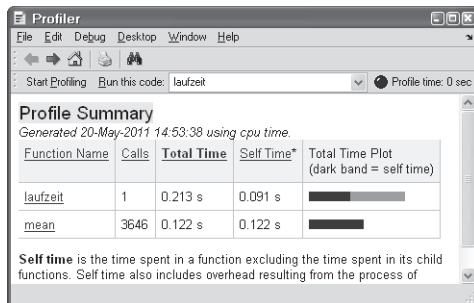 Profiler
File Edit Debug Desktop Window Help
Start Profiling Run this code: laufzeit Profile time: 0 sec
Profile Summary
Generated 20-May-2011 14:53:38 using cpu time.
Function Name Calls Total Time Self Time* Total Time Plot
(dark band = self time)
laufzeit 1 0.213 s 0.091 s
mean 3646 0.122 s 0.122 s
Self time is the time spent in a function excluding the time spent in its child
functions. Self time also includes overhead resulting from the process of